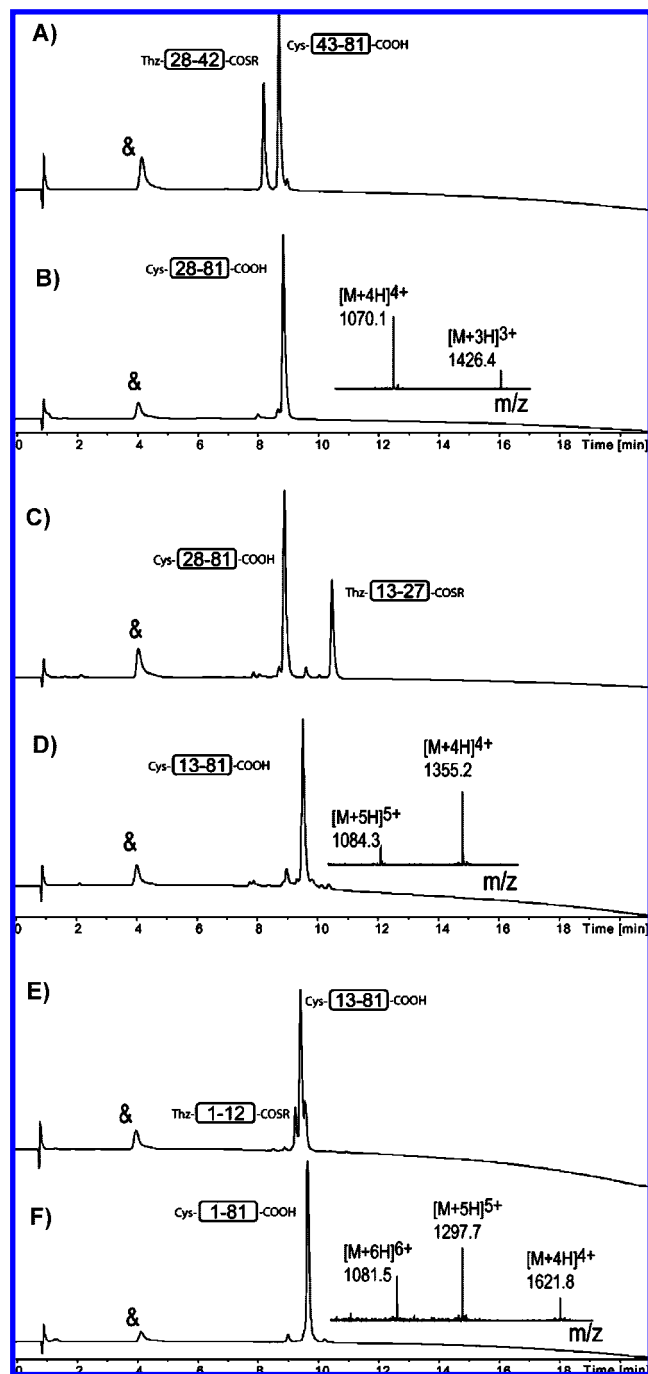 A)
Thz- 28-42 -COSR
Cys- 43-81 -COOH
&
B)
Cys- 28-81 -COOH
[M+4H]4+
1070.1
[M+3H]3+
1426.4
&
m/z
0 2 4 6 8 10 12 14 16 18 Time [min]
C)
Cys- 28-81 -COOH
Thz- 13-27 -COSR
&
D)
Cys- 13-81 -COOH
[M+4H]4+
1355.2
[M+5H]5+
1084.3
&
m/z
0 2 4 6 8 10 12 14 16 18 Time [min]
E)
Cys- 13-81 -COOH
Thz- 1-12 -COSR
&
F)
Cys- 1-81 -COOH
[M+5H]5+
1297.7
[M+6H]6+
1081.5
[M+4H]4+
1621.8
&
m/z
0 2 4 6 8 10 12 14 16 18 Time [min]